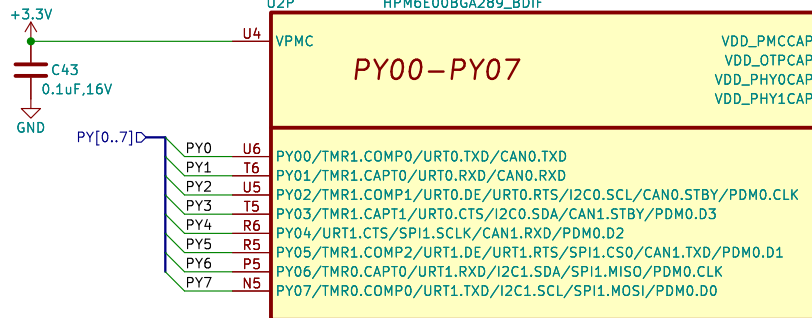 U2P HPM6E00BGA289_BDIF
+3.3V
U4 VPMC
VDD_PMCCAP
VDD_OTPCAP
VDD_PHY0CAP
VDD_PHY1CAP
PY00-PY07
C43
0.1uF,16V
GND
PY[0..7]
PY0 U6 PY00/TMR1.COMP0/URT0.TXD/CAN0.TXD
PY1 T6 PY01/TMR1.CAPT0/URT0.RXD/CAN0.RXD
PY2 U5 PY02/TMR1.COMP1/URT0.DE/URT0.RTS/I2C0.SCL/CAN0.STBY/PDM0.CLK
PY3 T5 PY03/TMR1.CAPT1/URT0.CTS/I2C0.SDA/CAN1.STBY/PDM0.D3
PY4 R6 PY04/URT1.CTS/SPI1.SCLK/CAN1.RXD/PDM0.D2
PY5 R5 PY05/TMR1.COMP2/URT1.DE/URT1.RTS/SPI1.CS0/CAN1.TXD/PDM0.D1
PY6 P5 PY06/TMR0.CAPT0/URT1.RXD/I2C1.SDA/SPI1.MISO/PDM0.CLK
PY7 N5 PY07/TMR0.COMP0/URT1.TXD/I2C1.SCL/SPI1.MOSI/PDM0.D0